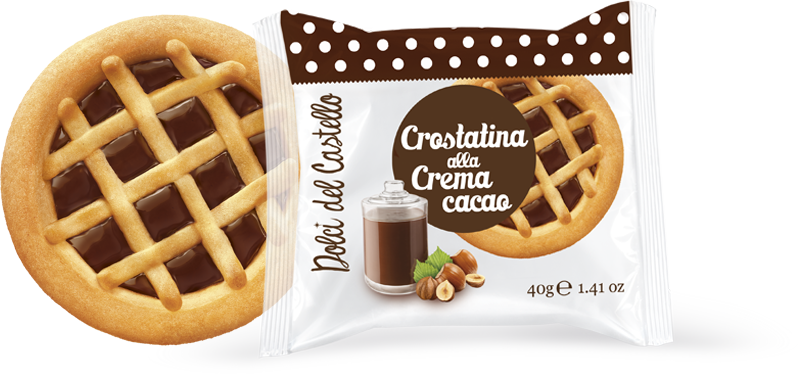 Dolci del Castello
Crostatina
alla
Crema
cacao
40g℮ 1.41 oz